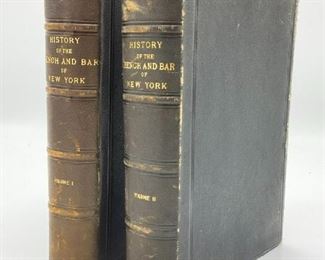 HISTORY
OF THE
BENCH AND BAR
OF
NEW YORK
VOLUME I
HISTORY
OF THE
BENCH AND BAR
OF
NEW YORK
VOLUME II